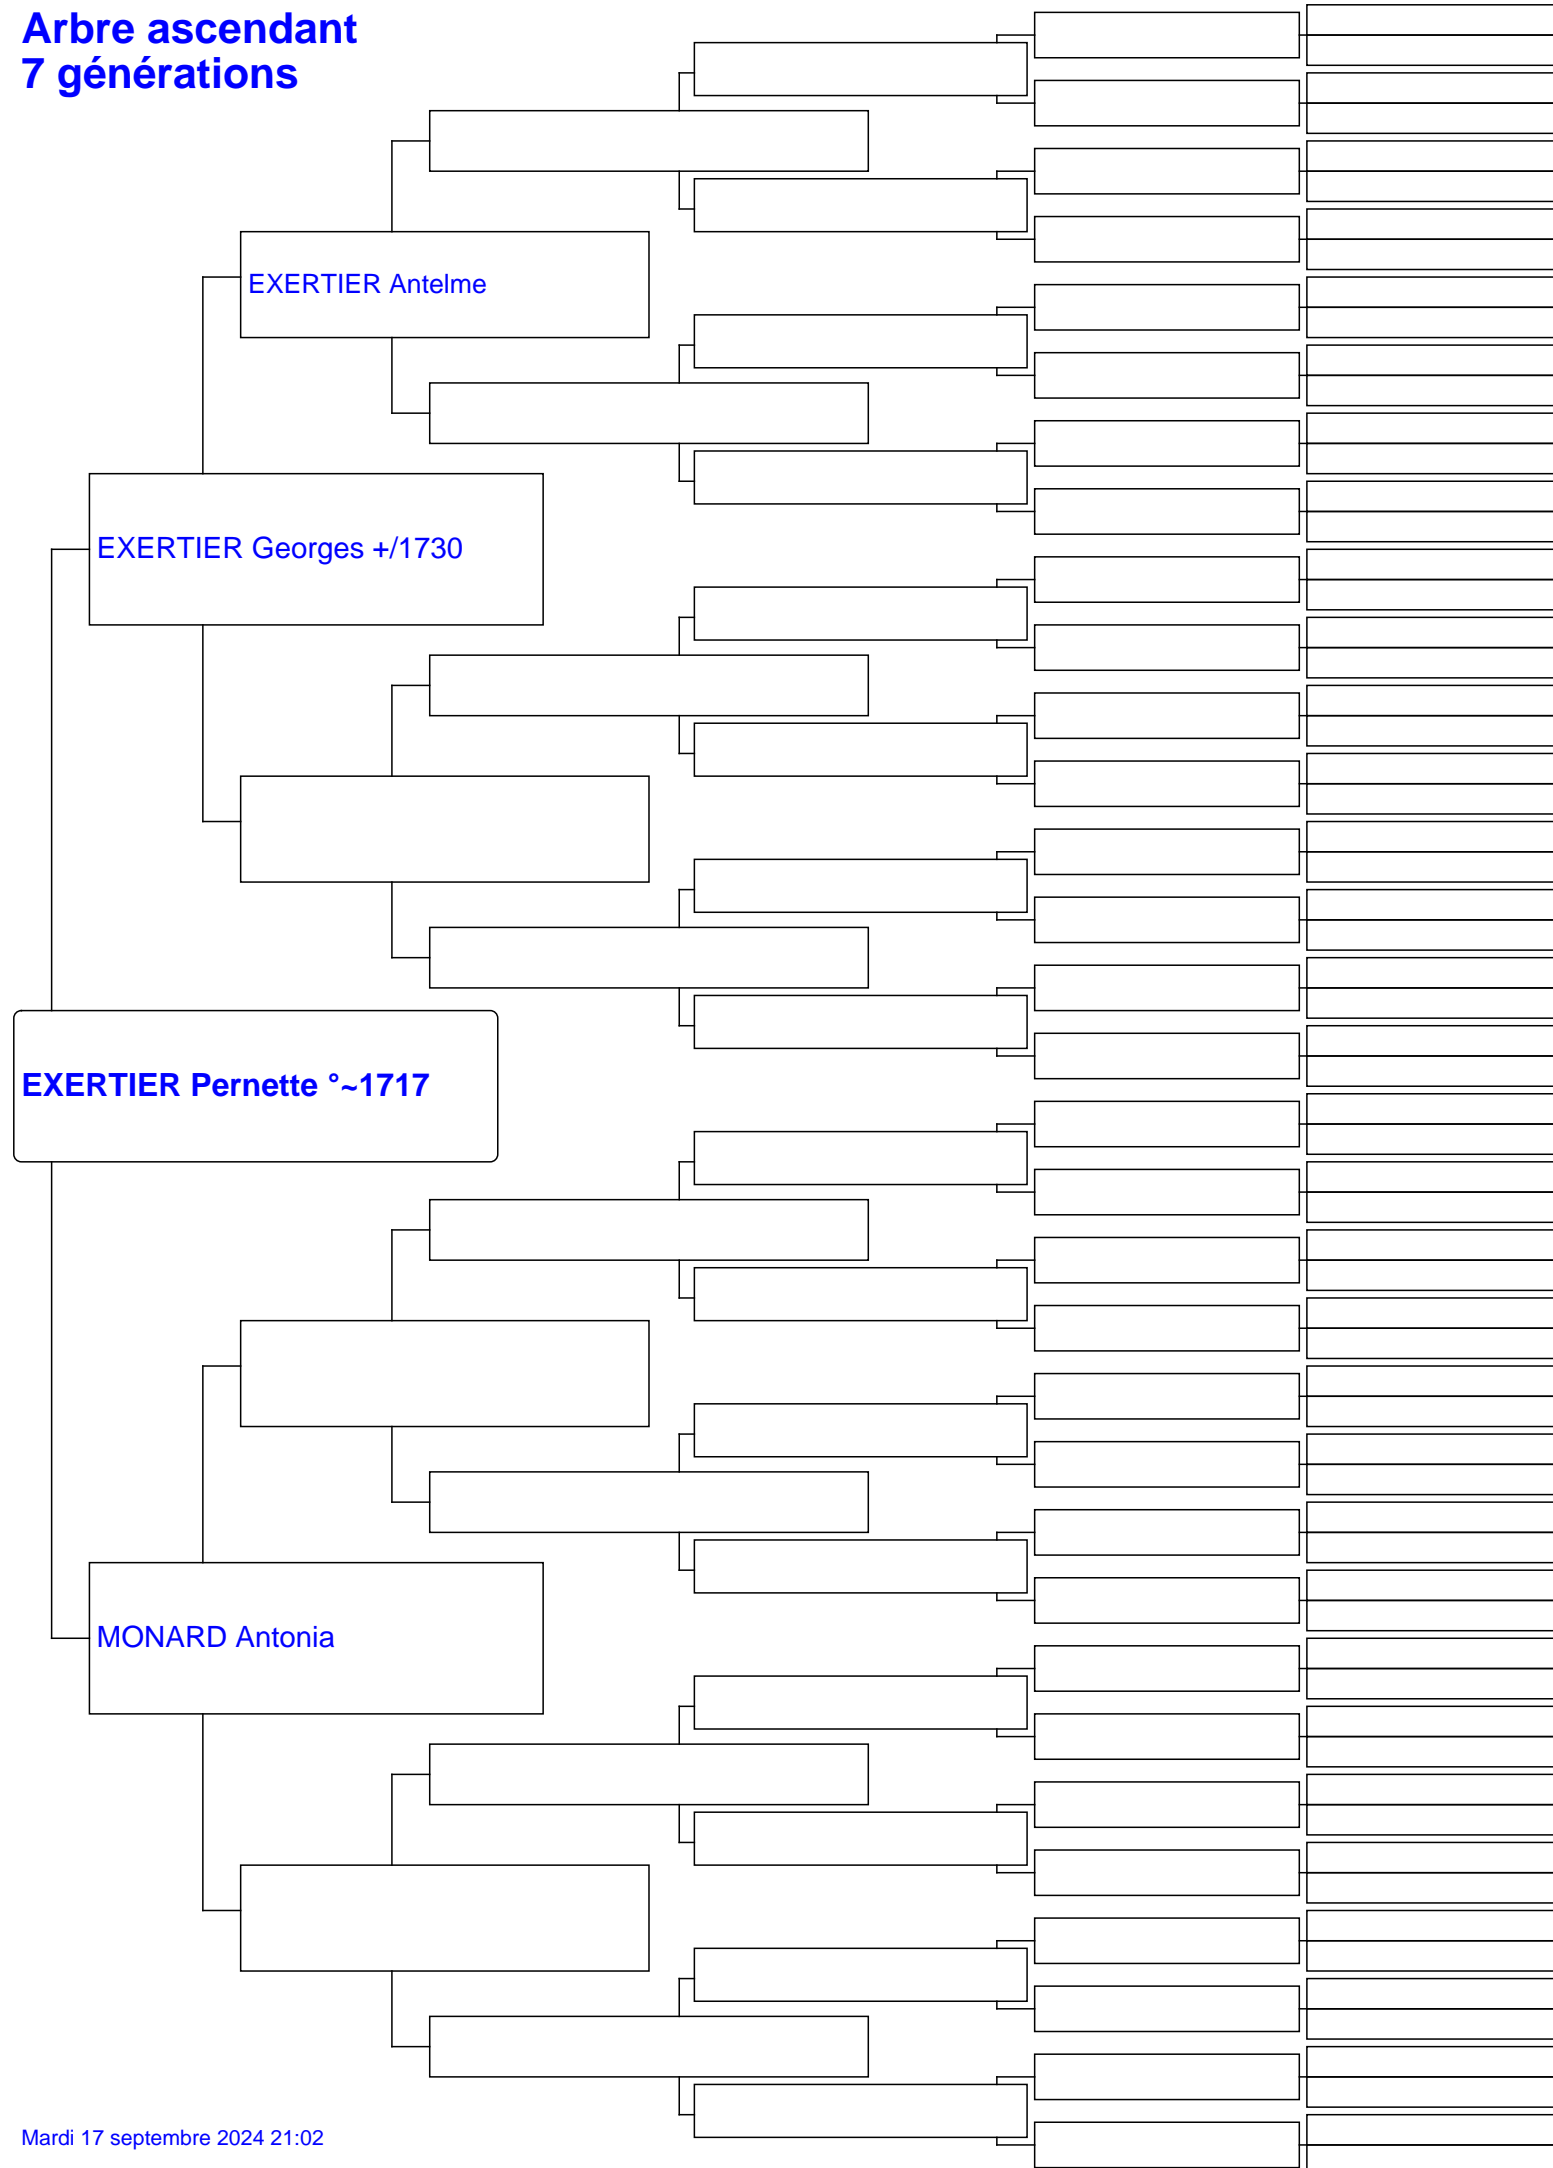 Arbre ascendant
7 générations
EXERTIER Antelme
EXERTIER Georges +/1730
EXERTIER Pernette °~1717
MONARD Antonia
Mardi 17 septembre 2024 21:02